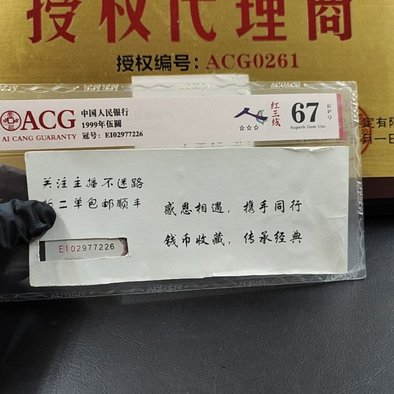 授权代理商
授权编号：ACG0261
ACG
AI CANG GUARANTY
中国人民银行
1999年伍圆
冠号：E102977226
红三线
67
EPQ
Superb Gem Unc
关注主播不迷路
二单包邮顺丰
感恩相遇，携手同行
钱币收藏，传承经典
E102977226